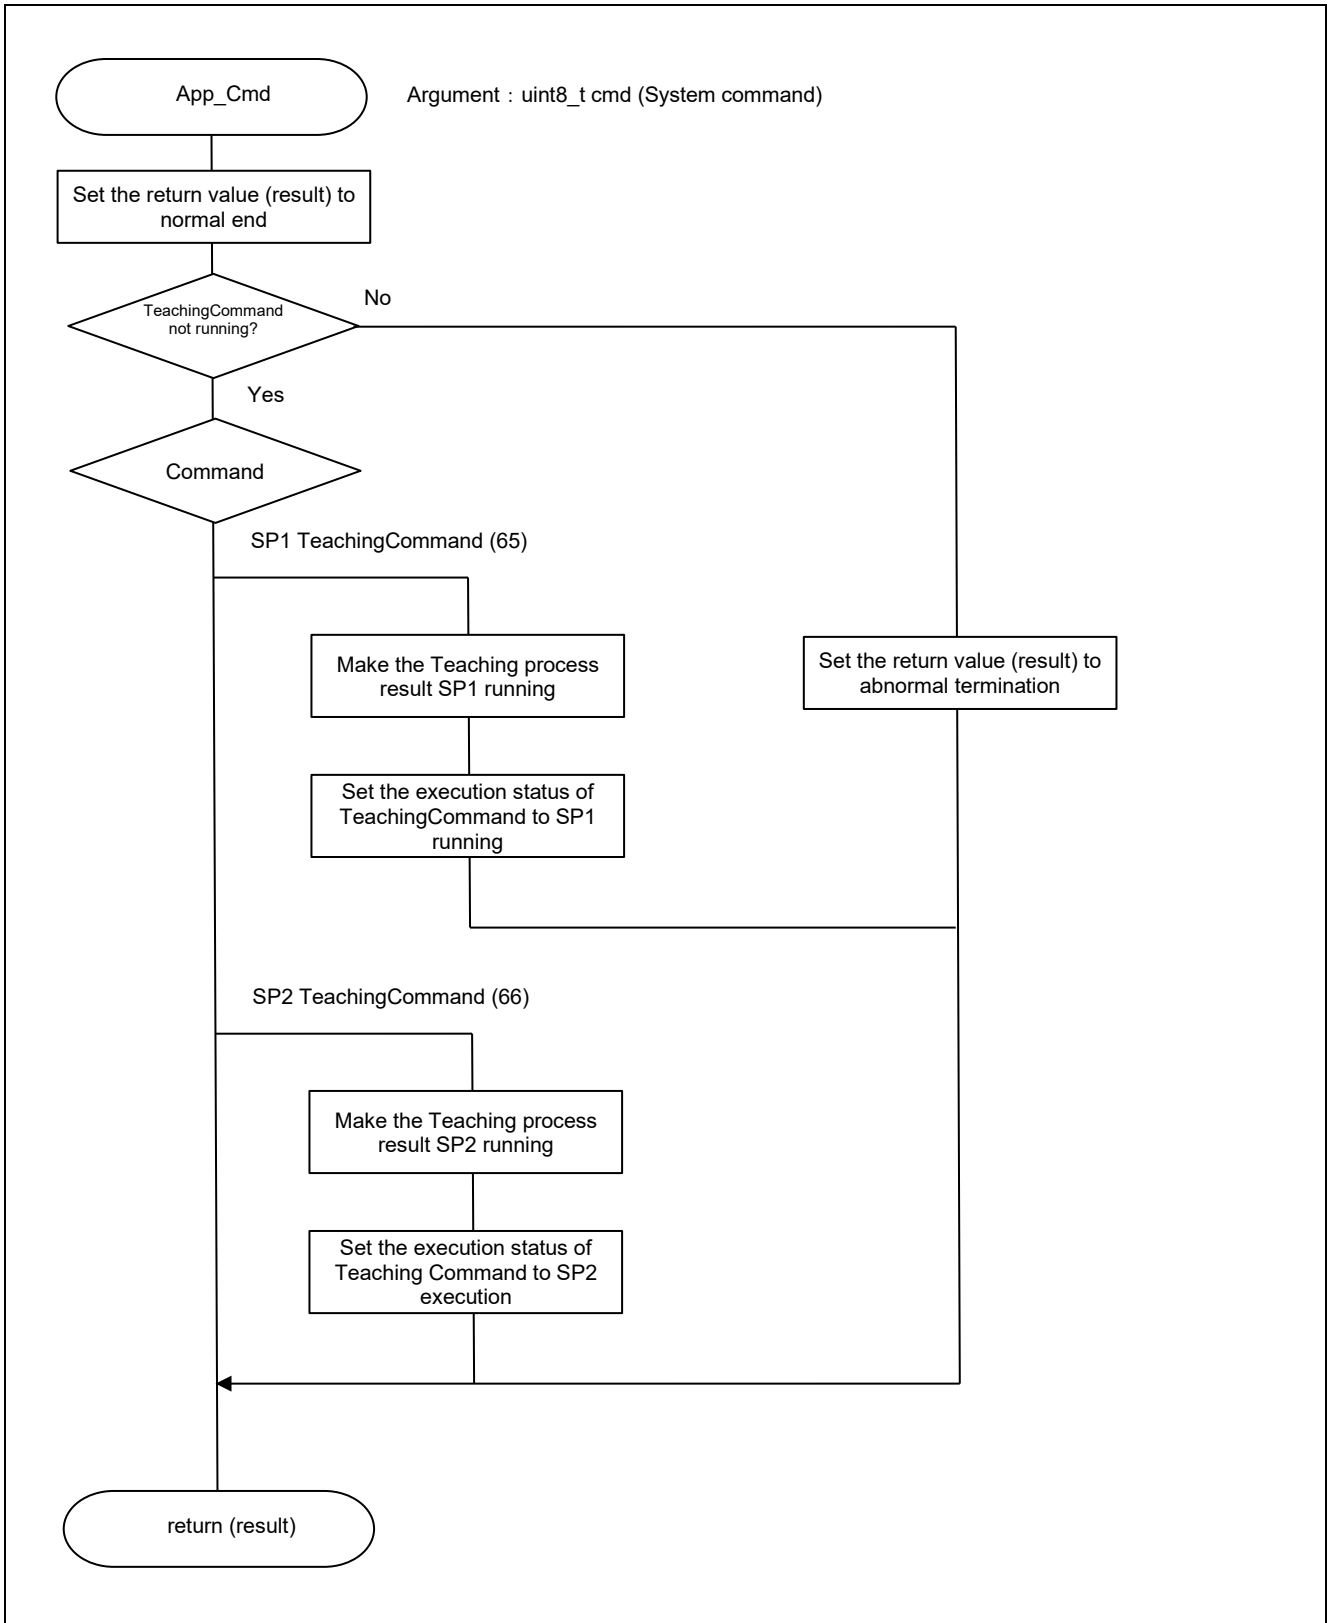 App_Cmd
Argument：uint8_t cmd (System command)
Set the return value (result) to
normal end
TeachingCommand
not running?
No
Yes
Command
SP1 TeachingCommand (65)
Make the Teaching process
result SP1 running
Set the return value (result) to
abnormal termination
Set the execution status of
TeachingCommand to SP1
running
SP2 TeachingCommand (66)
Make the Teaching process
result SP2 running
Set the execution status of
Teaching Command to SP2
execution
return (result)